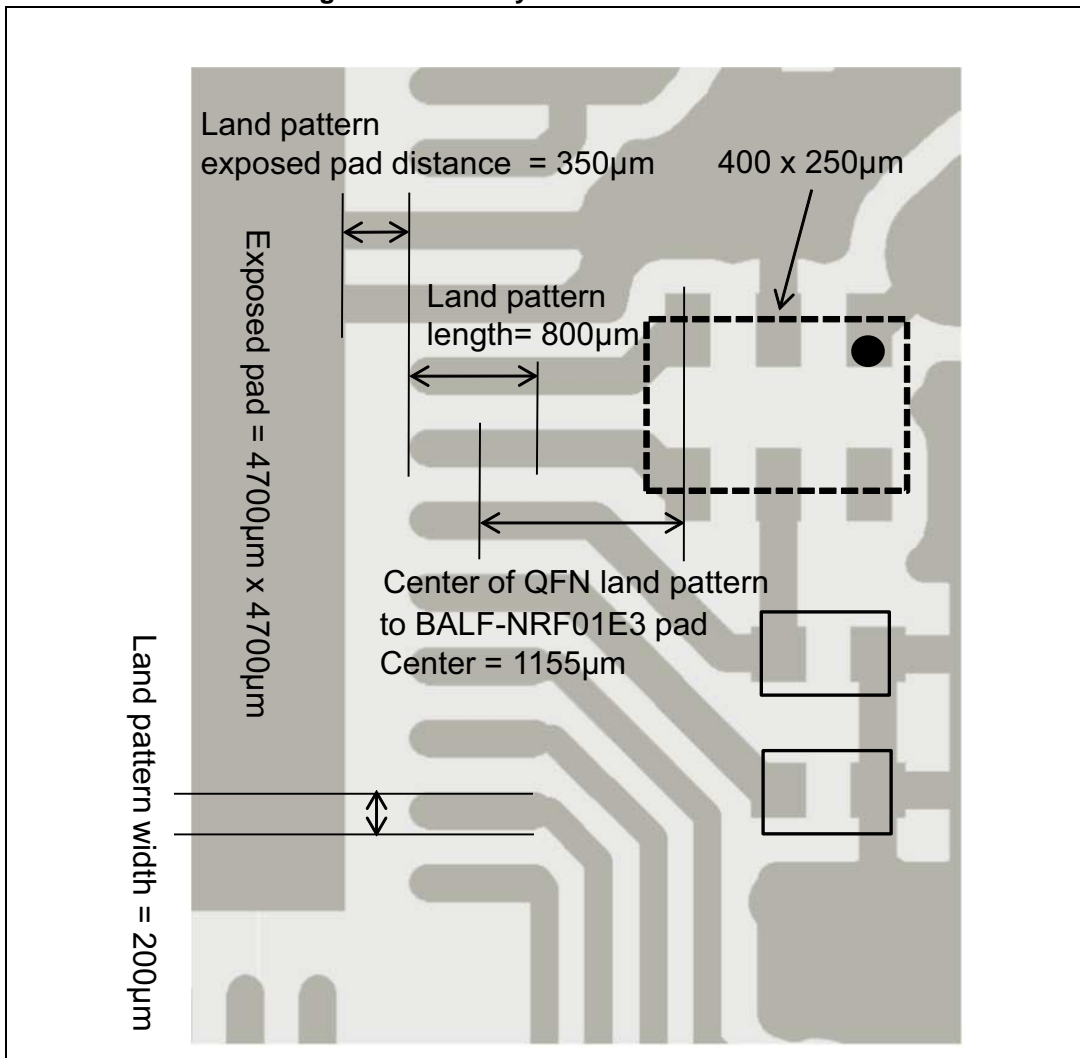 Land pattern
exposed pad distance = 350µm
400 x 250µm
Exposed pad = 4700µm x 4700µm
Land pattern
length= 800µm
Center of QFN land pattern
to BALF-NRF01E3 pad
Center = 1155µm
Land pattern width = 200µm